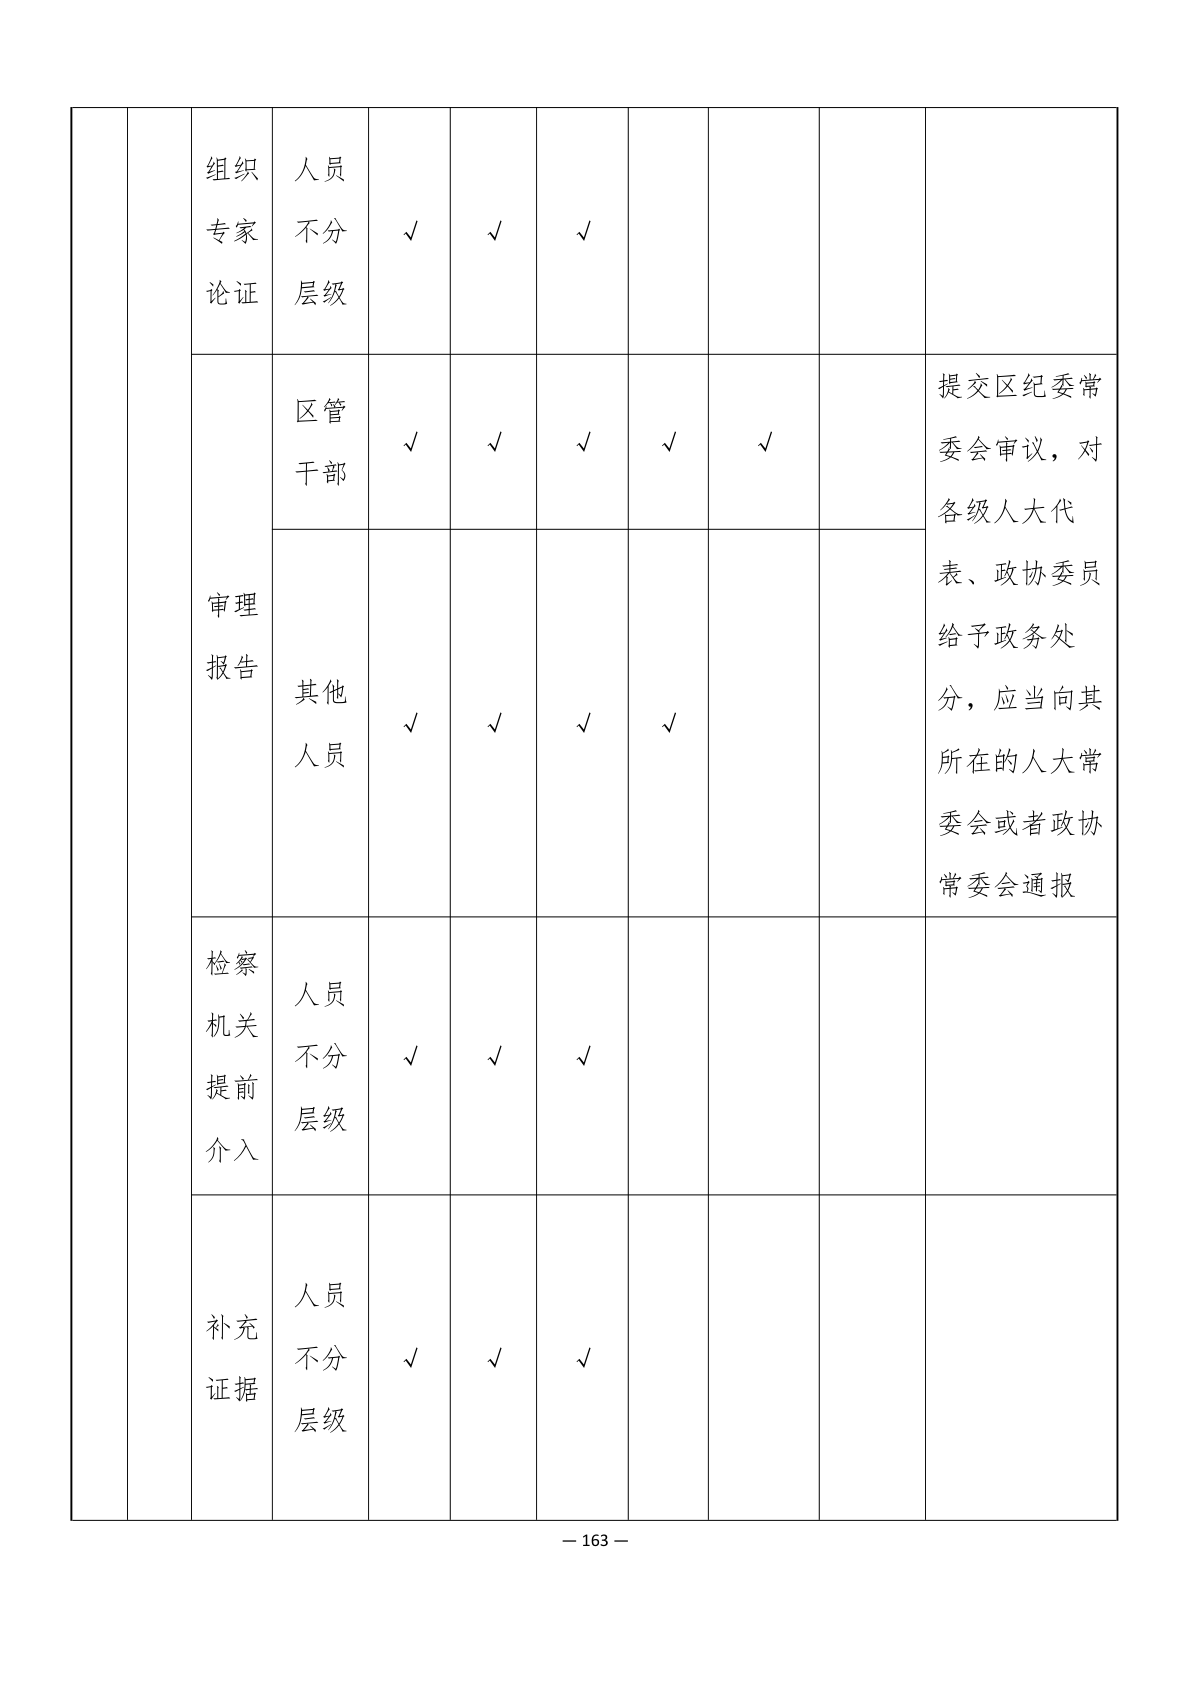 组织
专家
论证
人员
不分
层级
√
√
√
审理
报告
区管
干部
√
√
√
√
√
提交区纪委常
委会审议，对
各级人大代
表、政协委员
给予政务处
分，应当向其
所在的人大常
委会或者政协
常委会通报
其他
人员
√
√
√
√
检察
机关
提前
介入
人员
不分
层级
√
√
√
补充
证据
人员
不分
层级
√
√
√
— 163 —